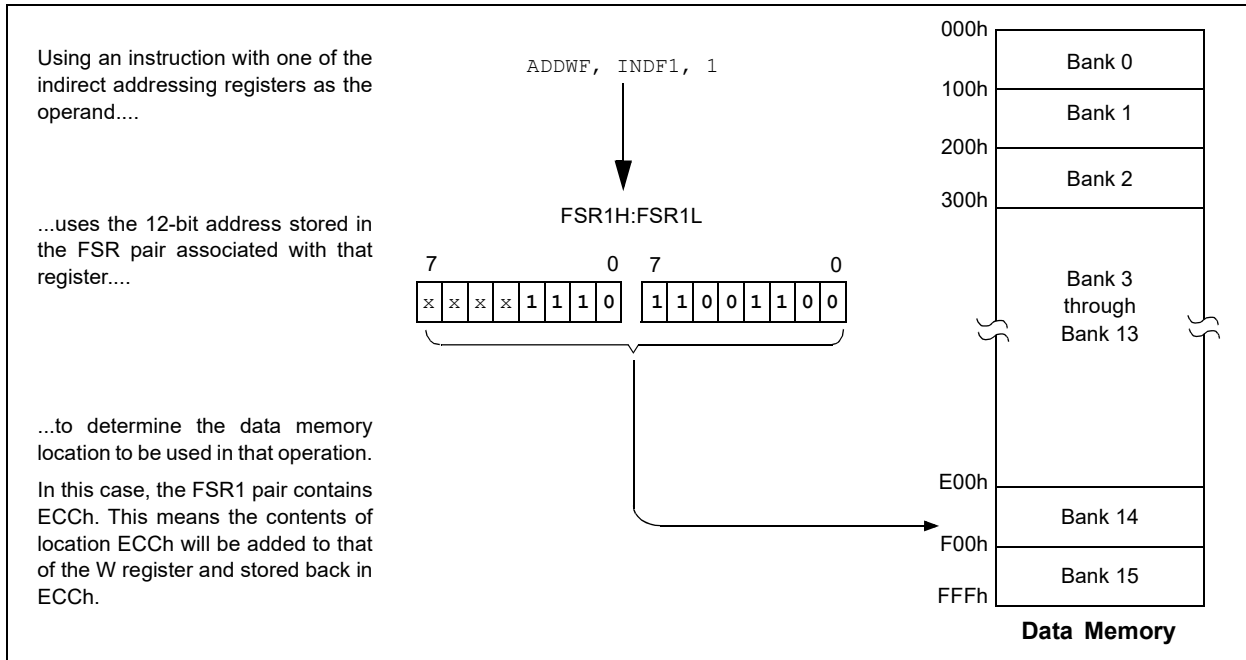 Using an instruction with one of the
indirect addressing registers as the
operand....
ADDWF, INDF1, 1
...uses the 12-bit address stored in
the FSR pair associated with that
register....
FSR1H:FSR1L
7 0 7 0
x x x x 1 1 1 0 1 1 0 0 1 1 0 0
...to determine the data memory
location to be used in that operation.
In this case, the FSR1 pair contains
ECCh. This means the contents of
location ECCh will be added to that
of the W register and stored back in
ECCh.
000h
Bank 0
100h
Bank 1
200h
Bank 2
300h
Bank 3
through
Bank 13
E00h
Bank 14
F00h
Bank 15
FFFh
Data Memory